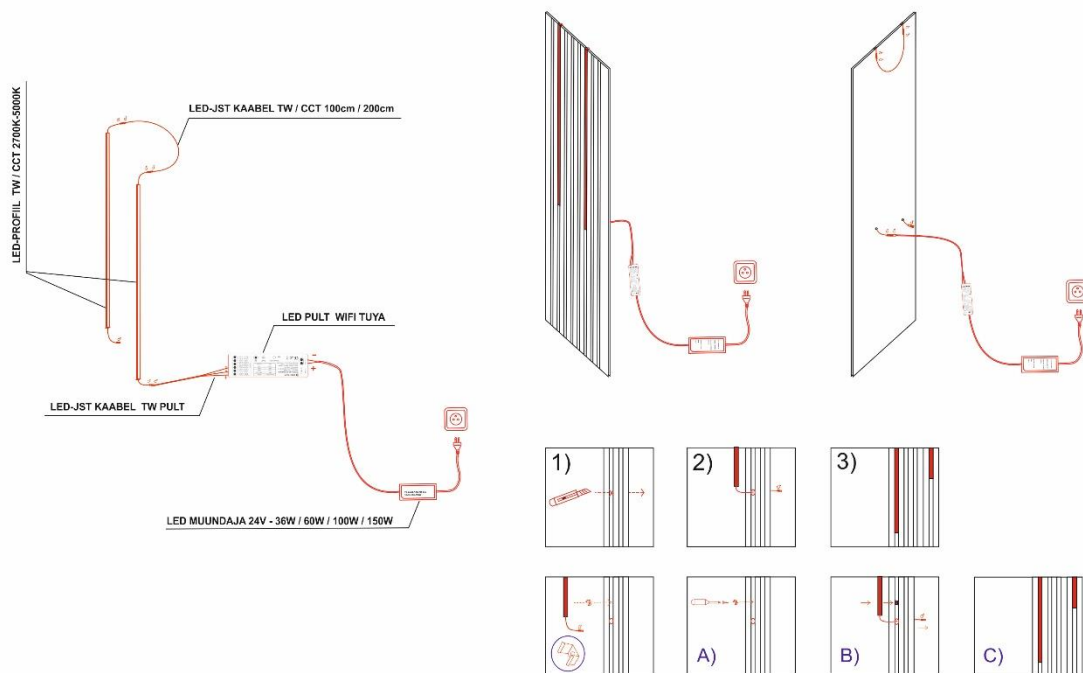 LED-JST KAABEL TW / CCT 100cm / 200cm
LED-PROFIIL TW / CCT 2700K-5000K
LED PULT WIFI TUYA
LED-JST KAABEL TW PULT
LED MUUNDAJA 24V - 36W / 60W / 100W / 150W
- 
+
1)
2)
3)
A)
B)
C)